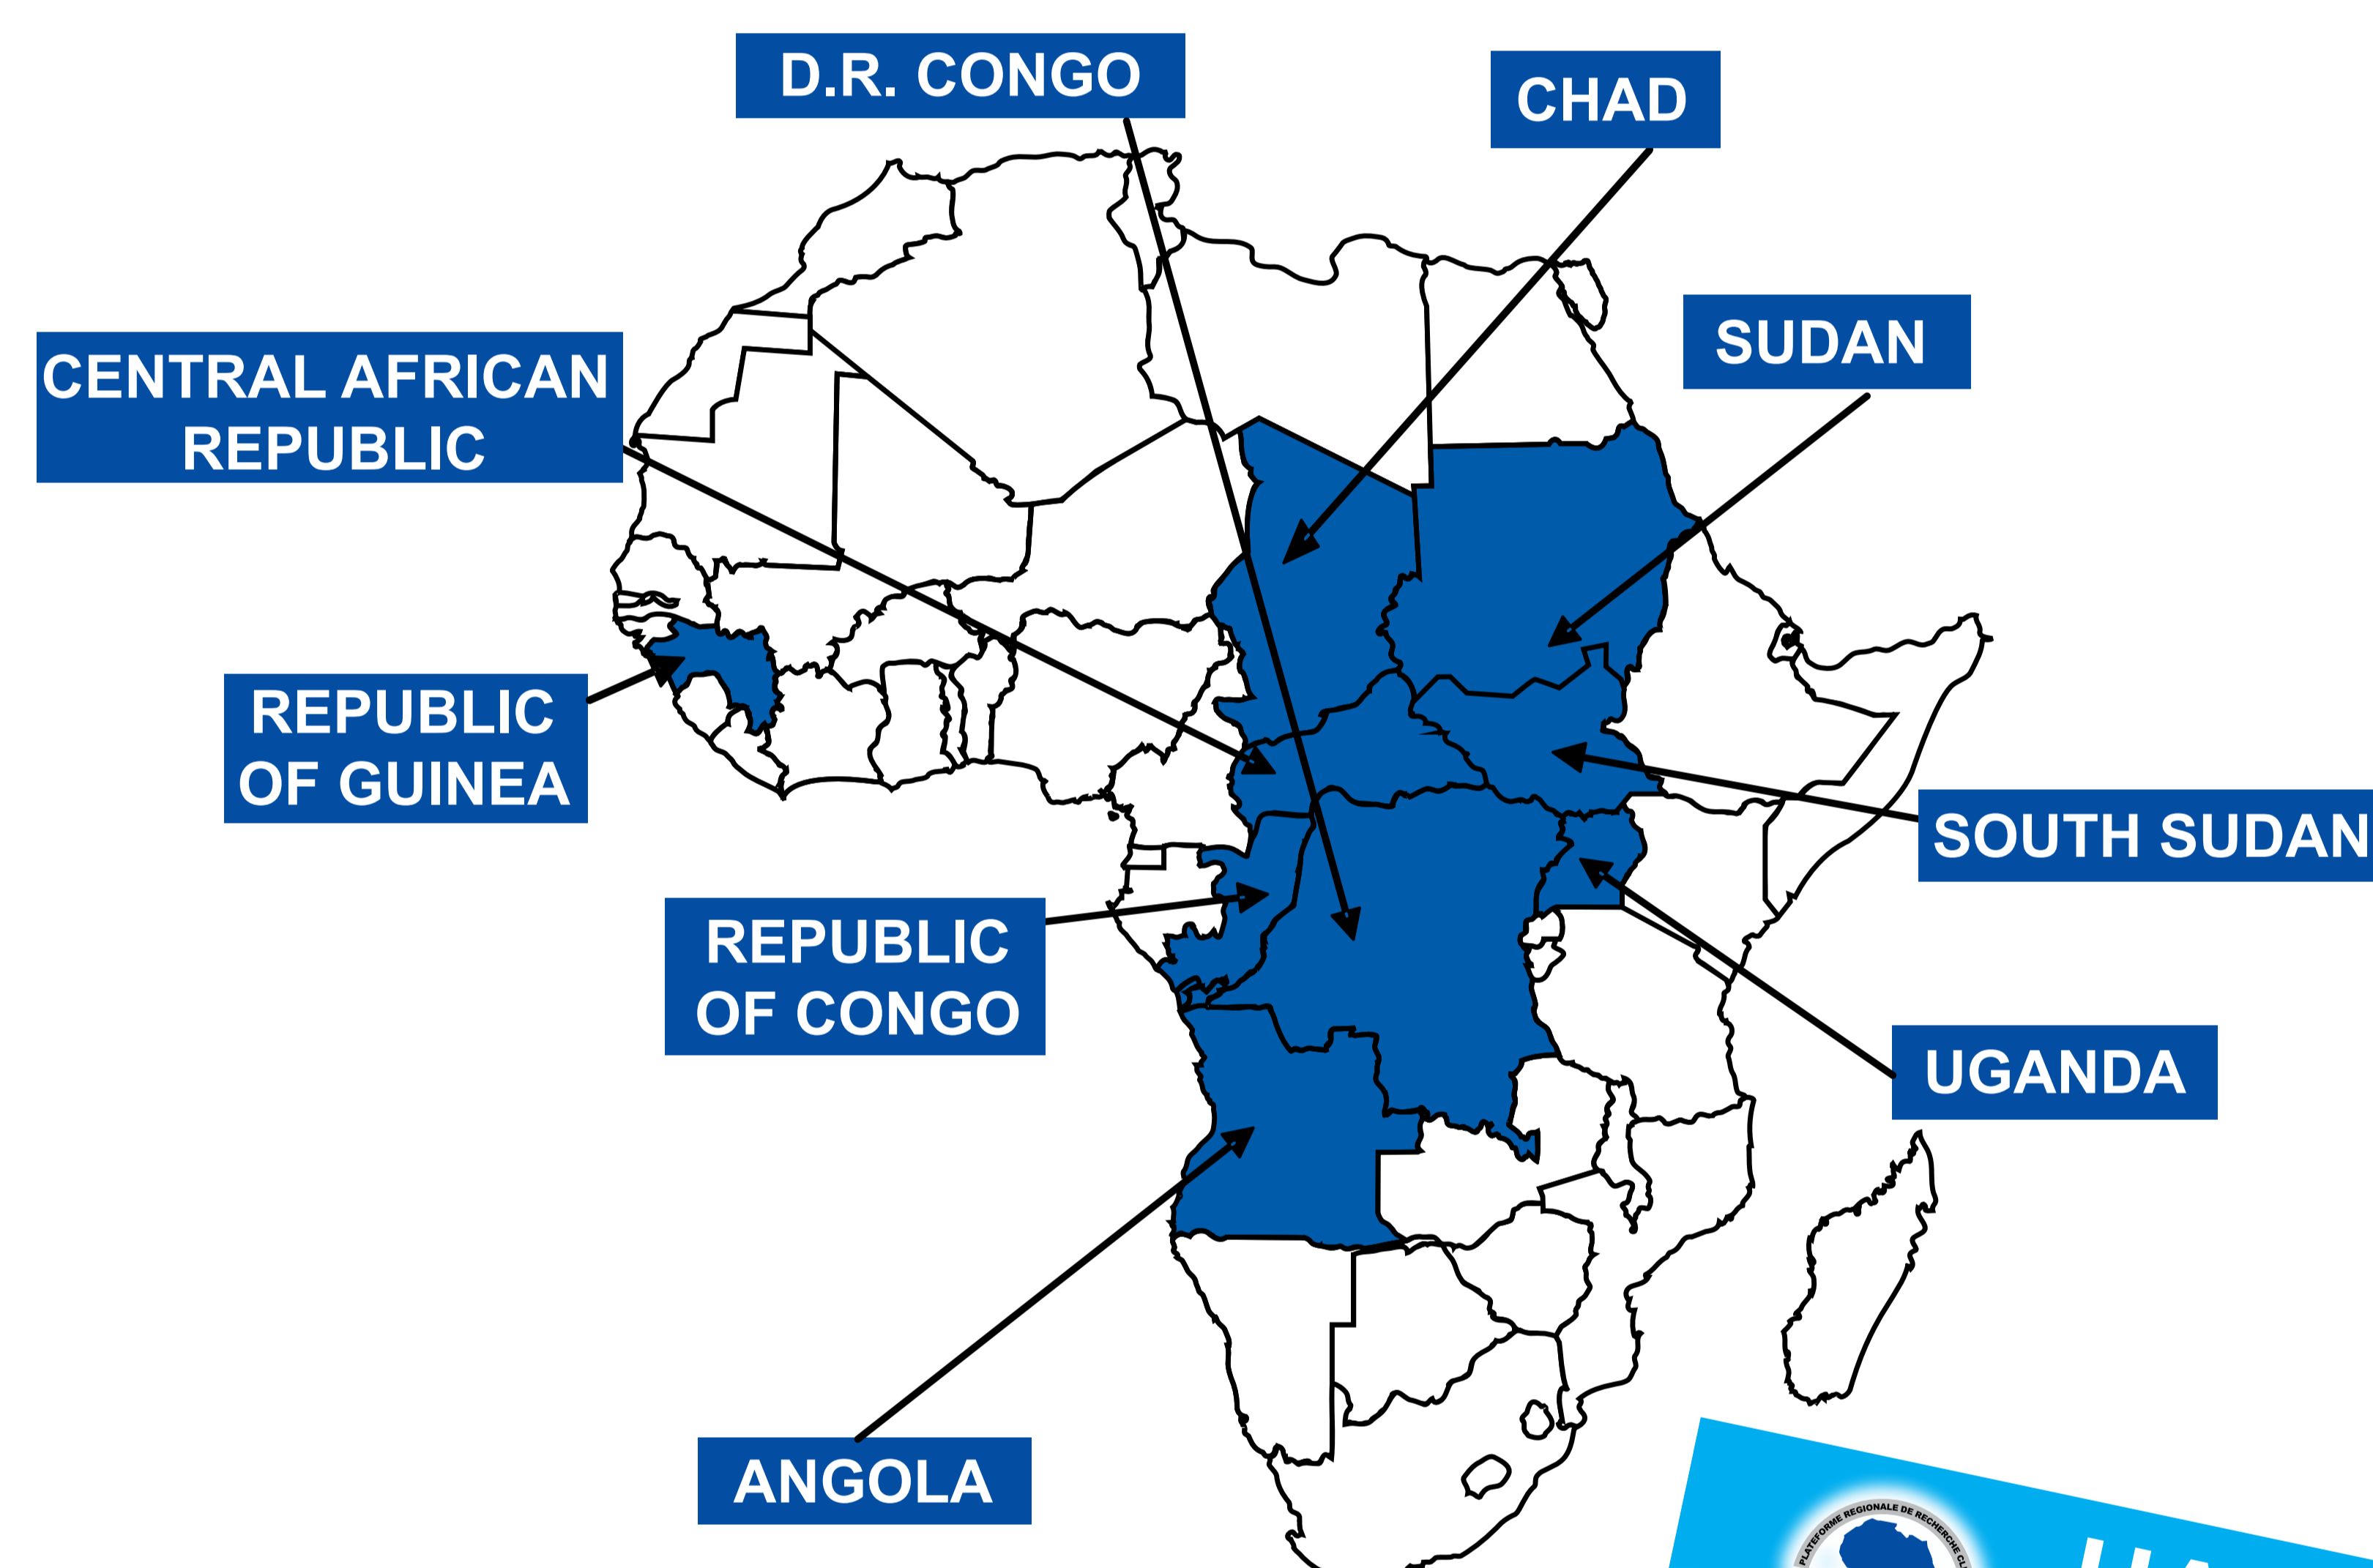 D.R. CONGO
CHAD
SUDAN
CENTRAL AFRICAN
REPUBLIC
REPUBLIC
OF GUINEA
SOUTH SUDAN
REPUBLIC
OF CONGO
UGANDA
ANGOLA
PLATEFORME REGIONALE DE RECHERCHE